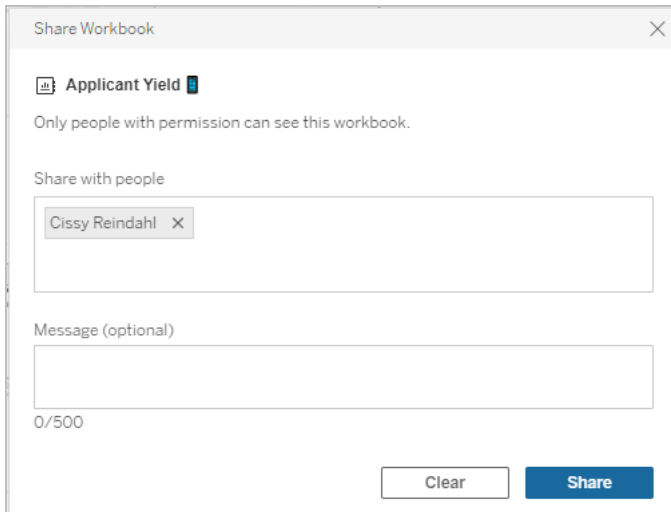 Share Workbook
Applicant Yield
Only people with permission can see this workbook.
Share with people
Cissy Reindahl
Message (optional)
0/500
Clear
Share